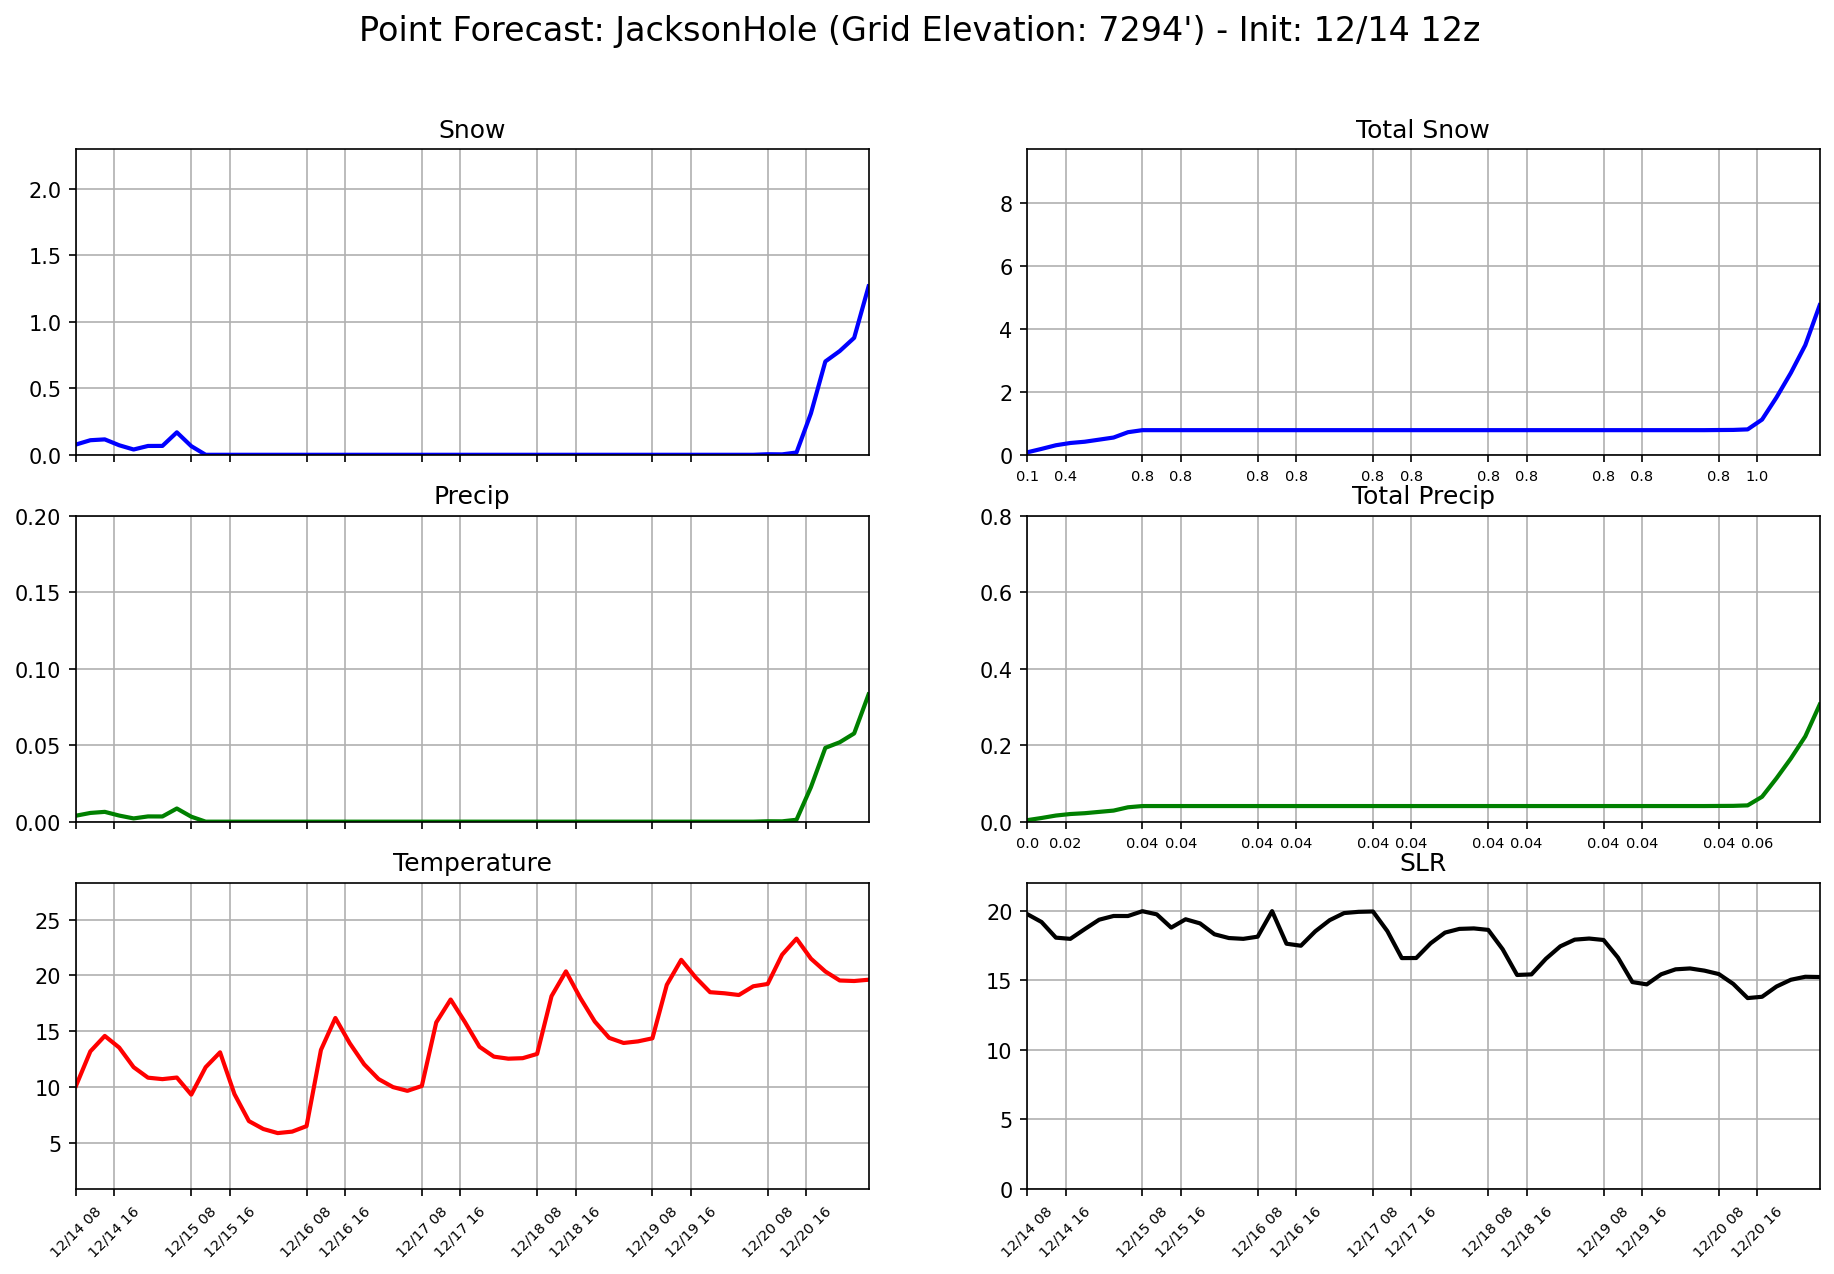 Point Forecast: JacksonHole (Grid Elevation: 7294') - Init: 12/14 12z
Snow
2.0
1.5
1.0
0.5
0.0
Total Snow
8
6
4
2
0
0.1 0.4 0.8 0.8 0.8 0.8 0.8 0.8 0.8 0.8 0.8 0.8 0.8 1.0
Precip
0.20
0.15
0.10
0.05
0.00
Total Precip
0.8
0.6
0.4
0.2
0.0
0.0 0.02 0.04 0.04 0.04 0.04 0.04 0.04 0.04 0.04 0.04 0.04 0.04 0.06
Temperature
25
20
15
10
5
12/14 08 12/14 16 12/15 08 12/15 16 12/16 08 12/16 16 12/17 08 12/17 16 12/18 08 12/18 16 12/19 08 12/19 16 12/20 08 12/20 16
SLR
20
15
10
5
0
12/14 08 12/14 16 12/15 08 12/15 16 12/16 08 12/16 16 12/17 08 12/17 16 12/18 08 12/18 16 12/19 08 12/19 16 12/20 08 12/20 16